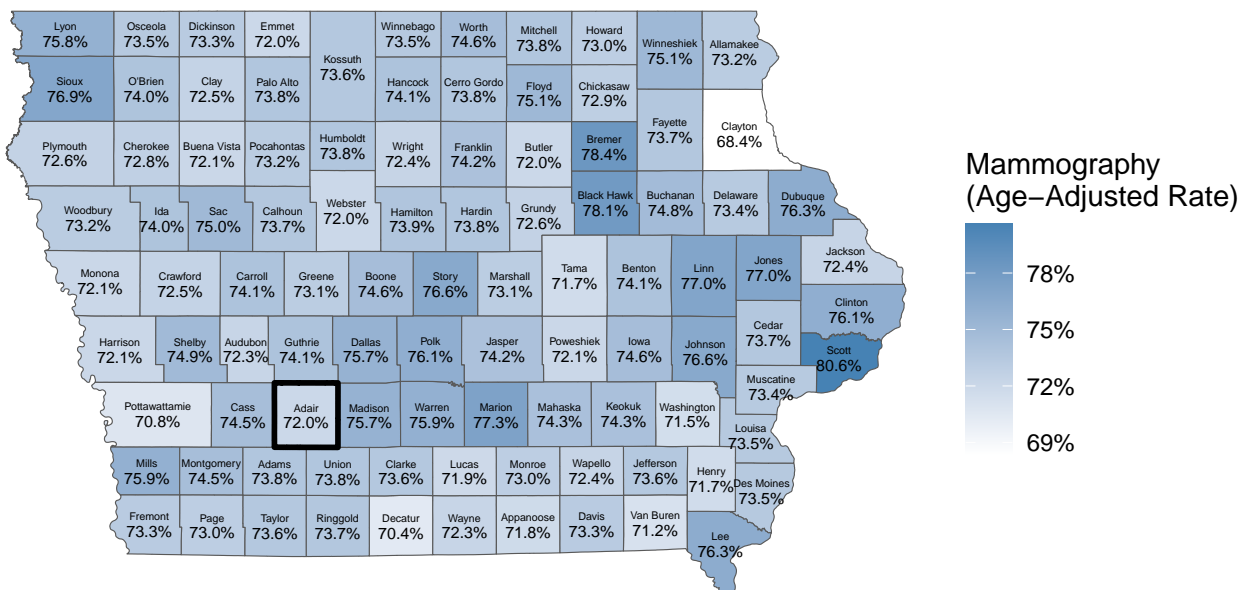 Lyon
75.8%
Osceola
73.5%
Dickinson
73.3%
Emmet
72.0%
Kossuth
73.6%
Winnebago
73.5%
Worth
74.6%
Mitchell
73.8%
Howard
73.0%
Winneshiek
75.1%
Allamakee
73.2%
Sioux
76.9%
O'Brien
74.0%
Clay
72.5%
Palo Alto
73.8%
Hancock
74.1%
Cerro Gordo
73.8%
Floyd
75.1%
Chickasaw
72.9%
Fayette
73.7%
Clayton
68.4%
Plymouth
72.6%
Cherokee
72.8%
Buena Vista
72.1%
Pocahontas
73.2%
Humboldt
73.8%
Wright
72.4%
Franklin
74.2%
Butler
72.0%
Bremer
78.4%
Woodbury
73.2%
Ida
74.0%
Sac
75.0%
Calhoun
73.7%
Webster
72.0%
Hamilton
73.9%
Hardin
73.8%
Grundy
72.6%
Black Hawk
78.1%
Buchanan
74.8%
Delaware
73.4%
Dubuque
76.3%
Monona
72.1%
Crawford
72.5%
Carroll
74.1%
Greene
73.1%
Boone
74.6%
Story
76.6%
Marshall
73.1%
Tama
71.7%
Benton
74.1%
Linn
77.0%
Jones
77.0%
Jackson
72.4%
Clinton
76.1%
Harrison
72.1%
Shelby
74.9%
Audubon
72.3%
Guthrie
74.1%
Dallas
75.7%
Polk
76.1%
Jasper
74.2%
Poweshiek
72.1%
Iowa
74.6%
Johnson
76.6%
Cedar
73.7%
Scott
80.6%
Muscatine
73.4%
Pottawattamie
70.8%
Cass
74.5%
Adair
72.0%
Madison
75.7%
Warren
75.9%
Marion
77.3%
Mahaska
74.3%
Keokuk
74.3%
Washington
71.5%
Louisa
73.5%
Mills
75.9%
Montgomery
74.5%
Adams
73.8%
Union
73.8%
Clarke
73.6%
Lucas
71.9%
Monroe
73.0%
Wapello
72.4%
Jefferson
73.6%
Henry
71.7%
Des Moines
73.5%
Fremont
73.3%
Page
73.0%
Taylor
73.6%
Ringgold
73.7%
Decatur
70.4%
Wayne
72.3%
Appanoose
71.8%
Davis
73.3%
Van Buren
71.2%
Lee
76.3%
Mammography
(Age−Adjusted Rate)
78%
75%
72%
69%